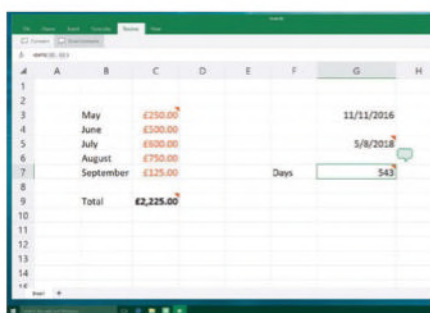 A B C D E F G H
1
2
3 May £250.00 11/11/2016
4 June £500.00
5 July £600.00 5/8/2018
6 August £750.00
7 September £125.00 Days 543
8
9 Total £2,225.00
10
11
12
13
14